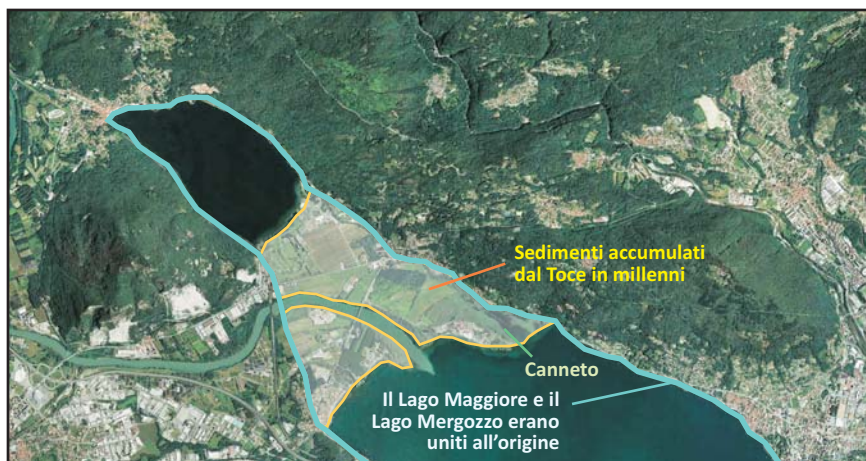 Sedimenti accumulati
dal Toce in millenni
Canneto
Il Lago Maggiore e il
Lago Mergozzo erano
uniti all’origine